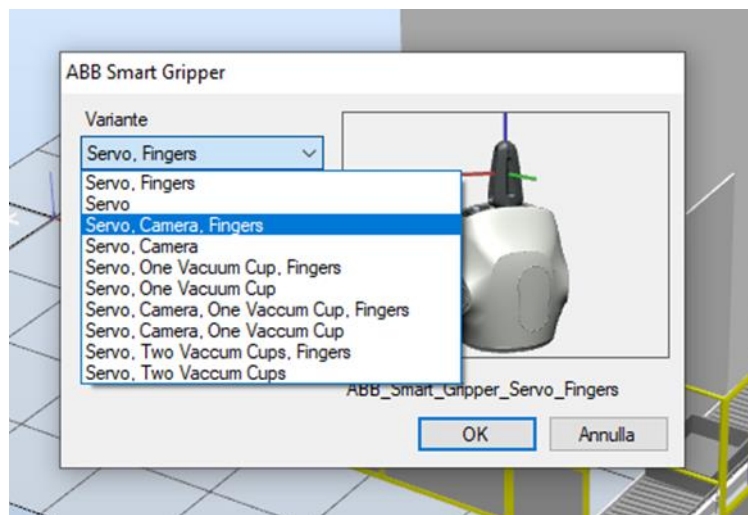 ABB Smart Gripper
Variante
Servo, Fingers
Servo, Fingers
Servo
Servo, Camera, Fingers
Servo, Camera
Servo, One Vacuum Cup, Fingers
Servo, One Vacuum Cup
Servo, Camera, One Vaccum Cup, Fingers
Servo, Camera, One Vaccum Cup
Servo, Two Vaccum Cups, Fingers
Servo, Two Vaccum Cups
ABB_Smart_Gripper_Servo_Fingers
OK
Annulla